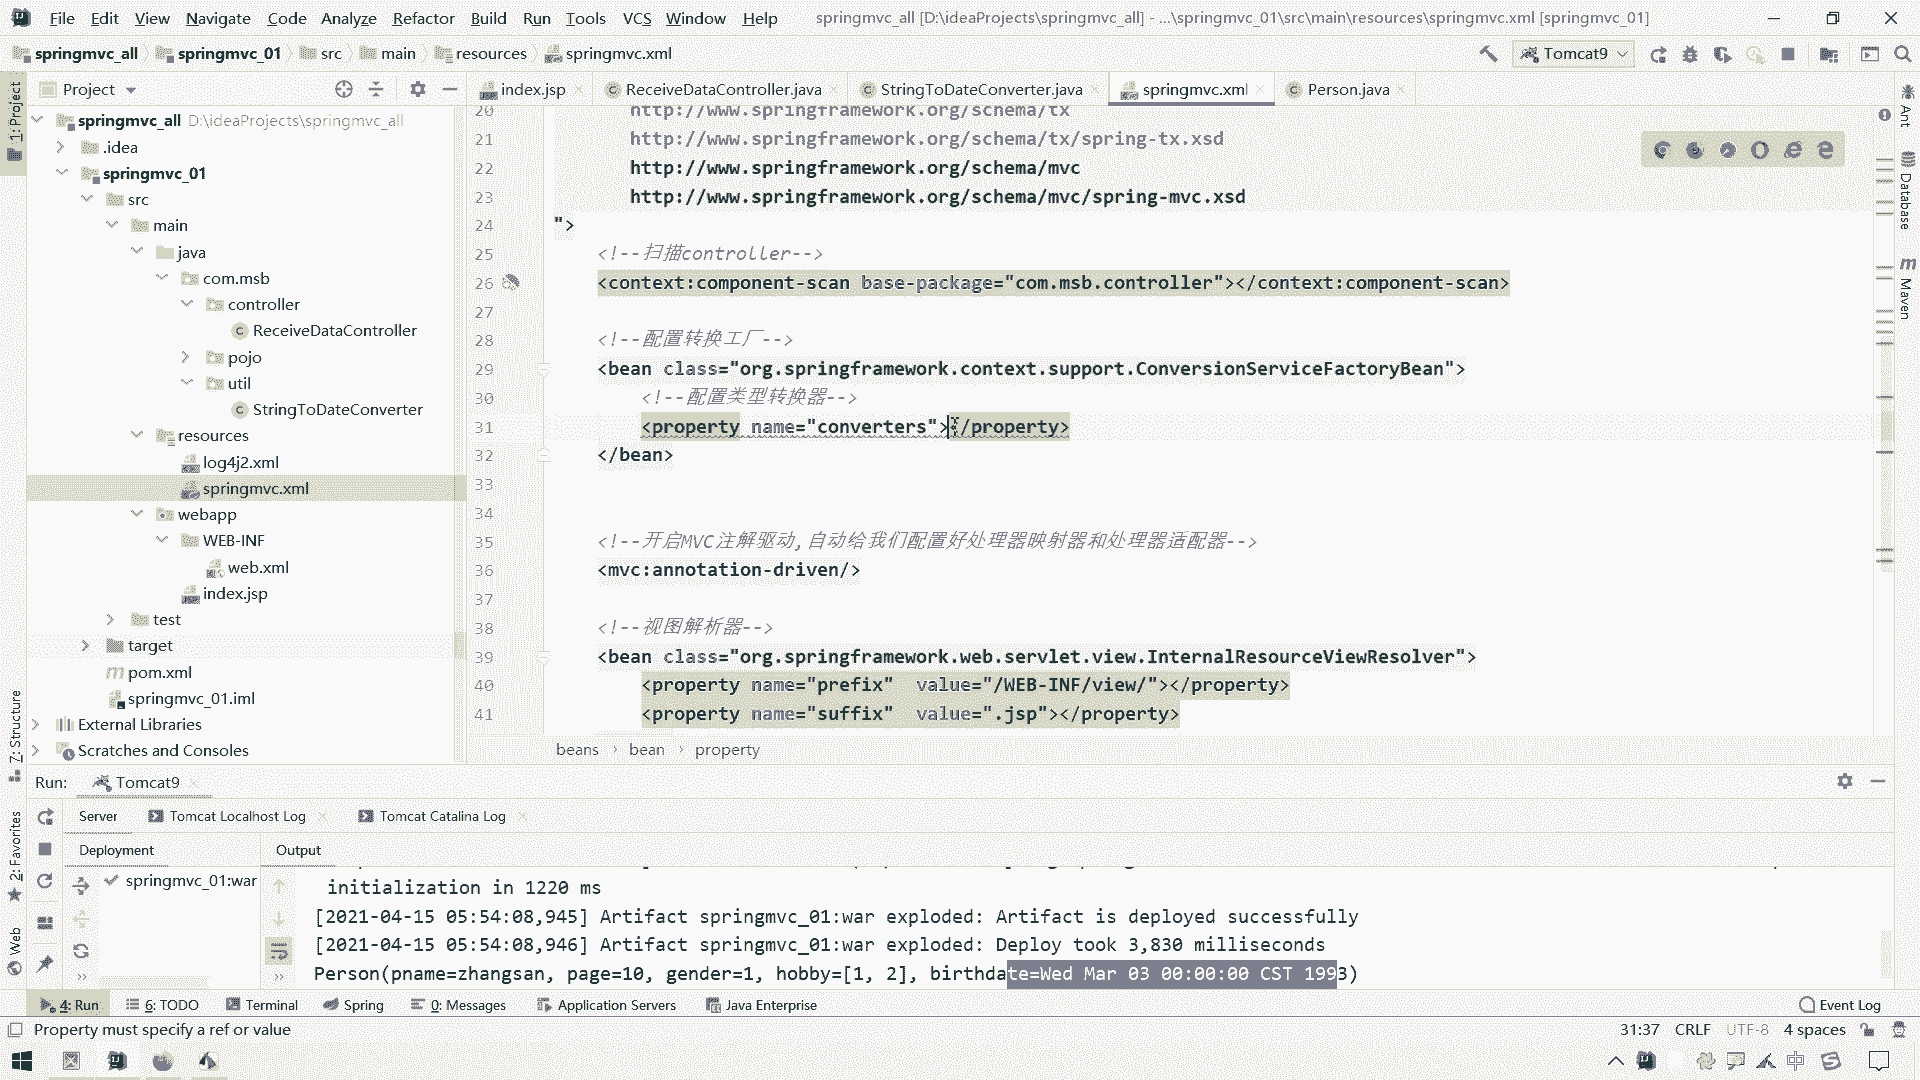 File Edit View Navigate Code Analyze Refactor Build Run Tools VCS Window Help springmvc_all [D:\ideaProjects\springmvc_all] - ...\springmvc_01\src\main\resources\springmvc.xml [springmvc_01]
springmvc_all springmvc_01 src main resources springmvc.xml Tomcat9
Project index.jsp ReceiveDataController.java StringToDateConverter.java springmvc.xml Person.java
1: Project
springmvc_all D:\ideaProjects\springmvc_all
.idea
springmvc_01
src
main
java
com.msb
controller
ReceiveDataController
pojo
util
StringToDateConverter
resources
log4j2.xml
springmvc.xml
webapp
WEB-INF
web.xml
index.jsp
test
target
pom.xml
springmvc_01.iml
External Libraries
Scratches and Consoles
20 http://www.springframework.org/schema/tx
21 http://www.springframework.org/schema/tx/spring-tx.xsd
22 http://www.springframework.org/schema/mvc
23 http://www.springframework.org/schema/mvc/spring-mvc.xsd
24 ">
25 <!--扫描controller-->
26 <context:component-scan base-package="com.msb.controller"></context:component-scan>
27
28 <!--配置转换工厂-->
29 <bean class="org.springframework.context.support.ConversionServiceFactoryBean">
30 <!--配置类型转换器-->
31 <property name="converters"></property>
32 </bean>
33
34
35 <!--开启MVC注解驱动,自动给我们配置好处理器映射器和处理器适配器-->
36 <mvc:annotation-driven/>
37
38 <!--视图解析器-->
39 <bean class="org.springframework.web.servlet.view.InternalResourceViewResolver">
40 <property name="prefix"  value="/WEB-INF/view/"></property>
41 <property name="suffix"  value=".jsp"></property>
beans bean property
Ant
Database
Maven
Z: Structure
2: Favorites
Web
Run: Tomcat9
Server Tomcat Localhost Log Tomcat Catalina Log
Deployment Output
springmvc_01:war
initialization in 1220 ms
[2021-04-15 05:54:08,945] Artifact springmvc_01:war exploded: Artifact is deployed successfully
[2021-04-15 05:54:08,946] Artifact springmvc_01:war exploded: Deploy took 3,830 milliseconds
Person(pname=zhangsan, page=10, gender=1, hobby=[1, 2], birthdate=Wed Mar 03 00:00:00 CST 1993)
4: Run 6: TODO Terminal Spring 0: Messages Application Servers Java Enterprise Event Log
Property must specify a ref or value 31:37 CRLF UTF-8 4 spaces
中